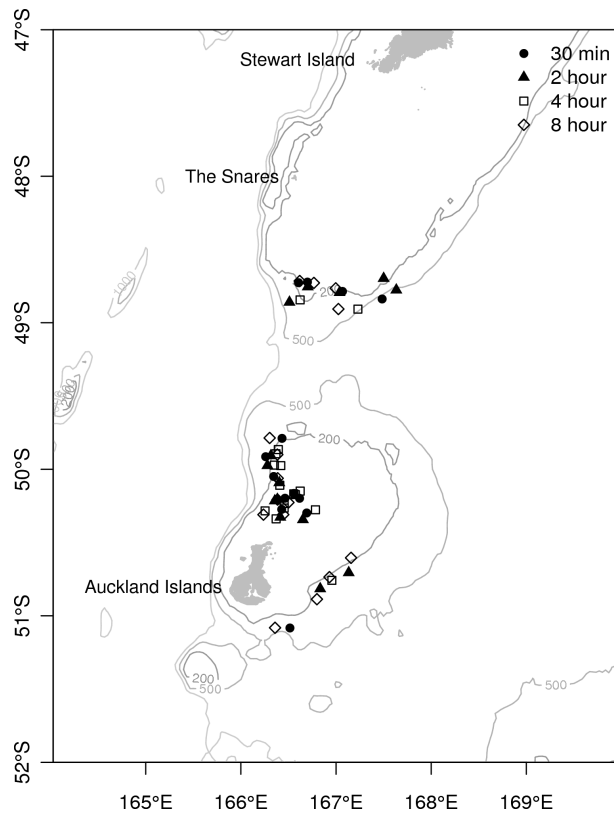 47°S
Stewart Island
30 min
2 hour
4 hour
8 hour
The Snares
48°S
1000
20
49°S
500
200
500
200
50°S
Auckland Islands
51°S
200
500
500
52°S
165°E 166°E 167°E 168°E 169°E